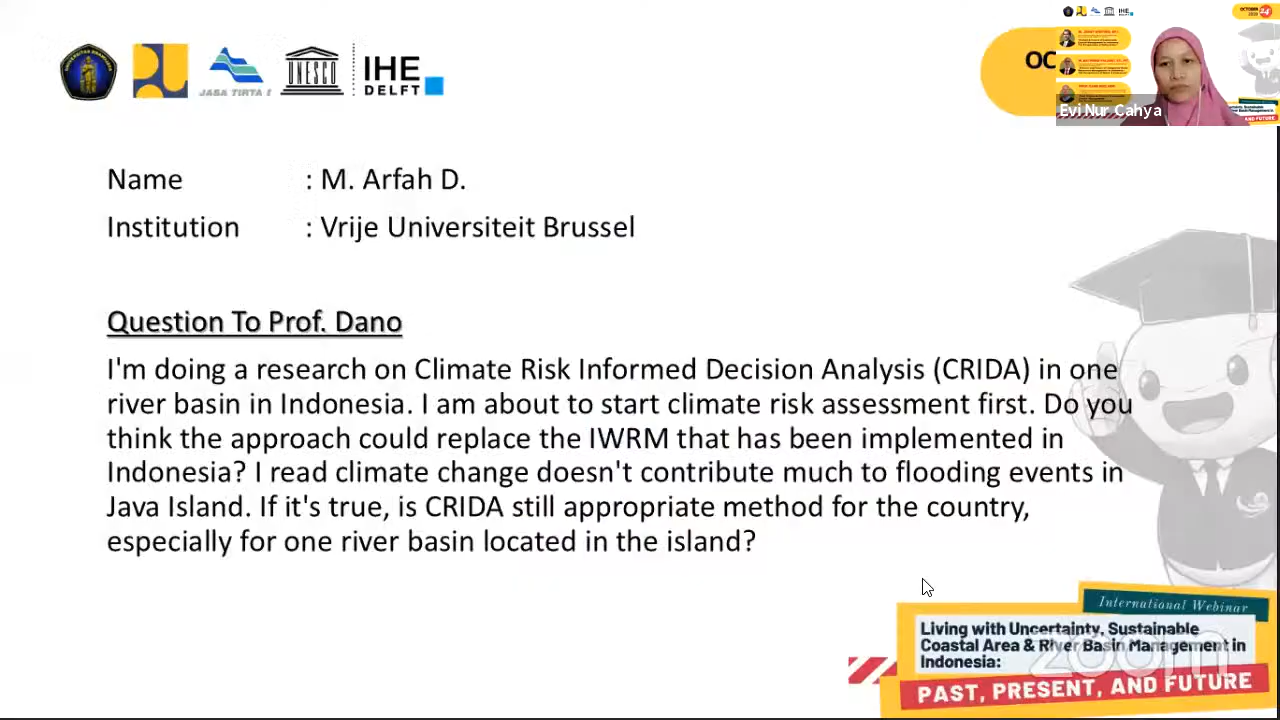 UNESCO
IHE
DELFT
JASA TIRTA I
OC
Evi Nur Cahya
Name : M. Arfah D.
Institution : Vrije Universiteit Brussel
Question To Prof. Dano
I'm doing a research on Climate Risk Informed Decision Analysis (CRIDA) in one
river basin in Indonesia. I am about to start climate risk assessment first. Do you
think the approach could replace the IWRM that has been implemented in
Indonesia? I read climate change doesn't contribute much to flooding events in
Java Island. If it's true, is CRIDA still appropriate method for the country,
especially for one river basin located in the island?
International Webinar
Living with Uncertainty, Sustainable
Coastal Area & River Basin Management in
Indonesia:
zoom
PAST, PRESENT, AND FUTURE